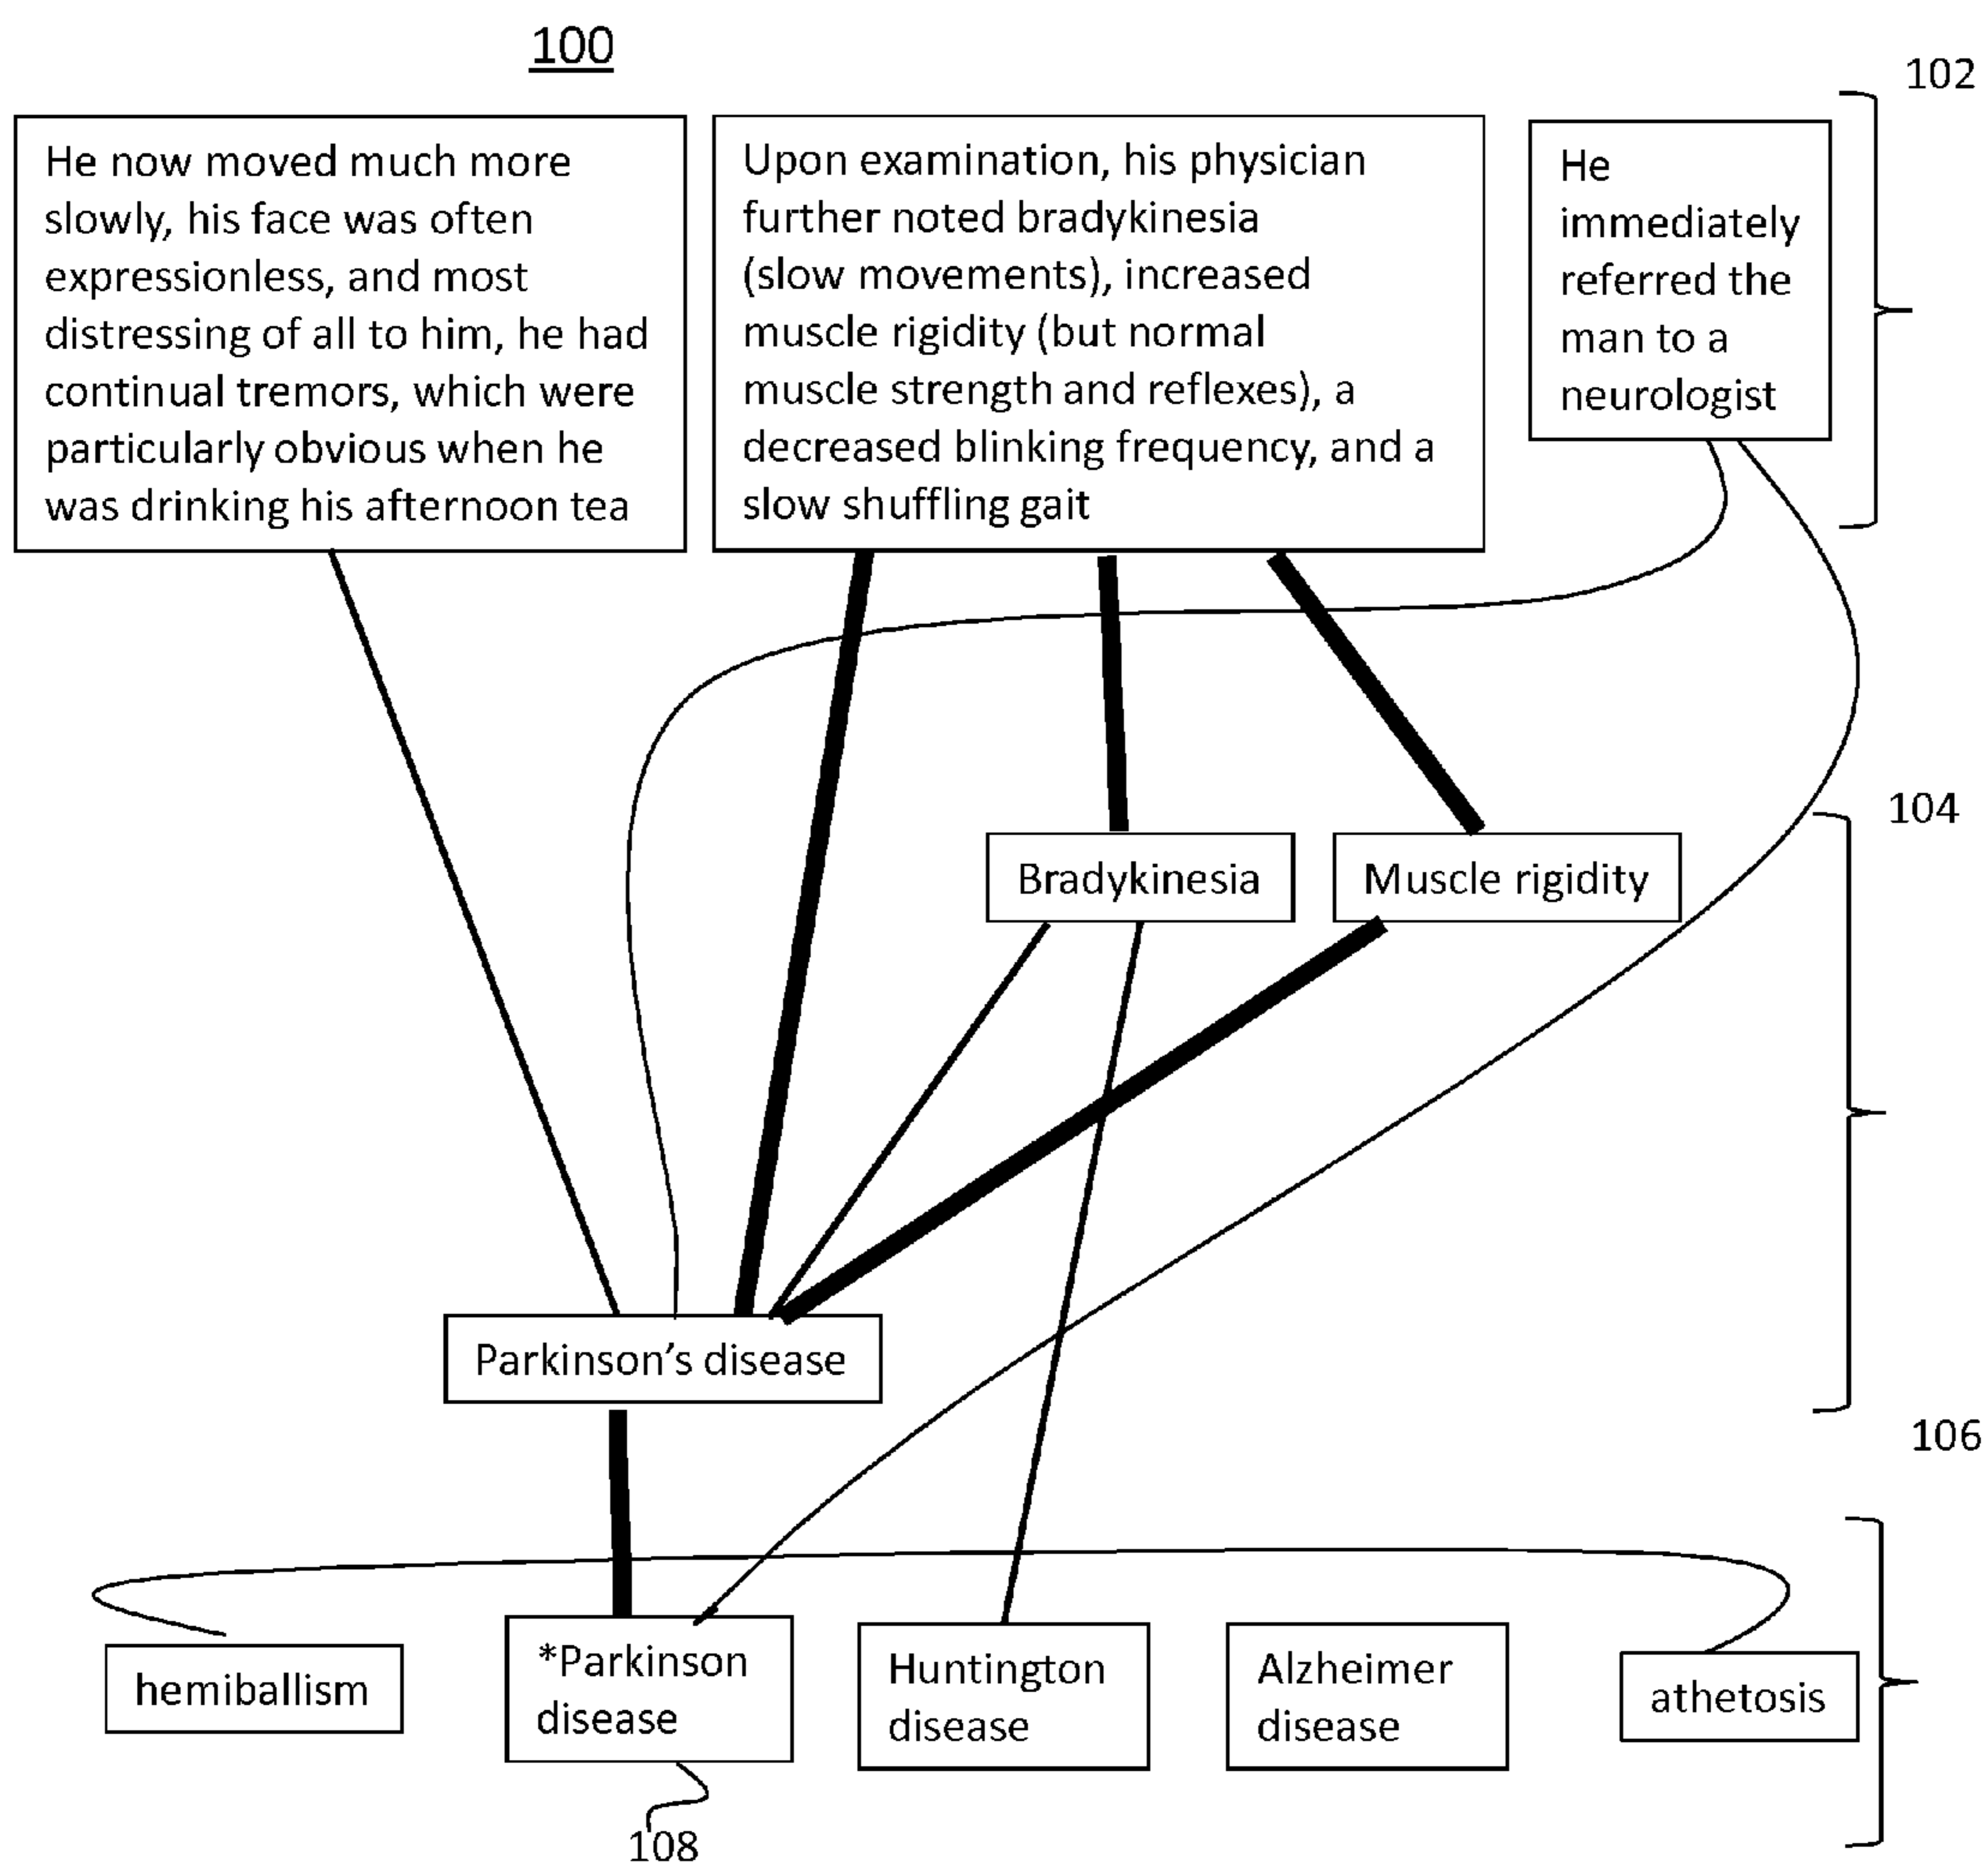 100
102
He now moved much more
slowly, his face was often
expressionless, and most
distressing of all to him, he had
continual tremors, which were
particularly obvious when he
was drinking his afternoon tea
Upon examination, his physician
further noted bradykinesia
(slow movements), increased
muscle rigidity (but normal
muscle strength and reflexes), a
decreased blinking frequency, and a
slow shuffling gait
He
immediately
referred the
man to a
neurologist
104
Bradykinesia
Muscle rigidity
Parkinson’s disease
106
hemiballism
*Parkinson
disease
Huntington
disease
Alzheimer
disease
athetosis
108